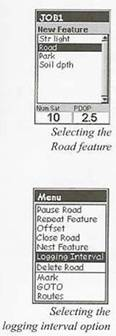 JOB1
New Feature
Str light
Road
Park
Soil dpth
Num Sat PDOP
10 2.5
Selecting the
Road feature
Menu
Pause Road
Repeat Feature
Offset
Close Road
Nest Feature
Logging Interval
Delete Road
Mark
GOTO
Routes
Selecting the
logging interval option